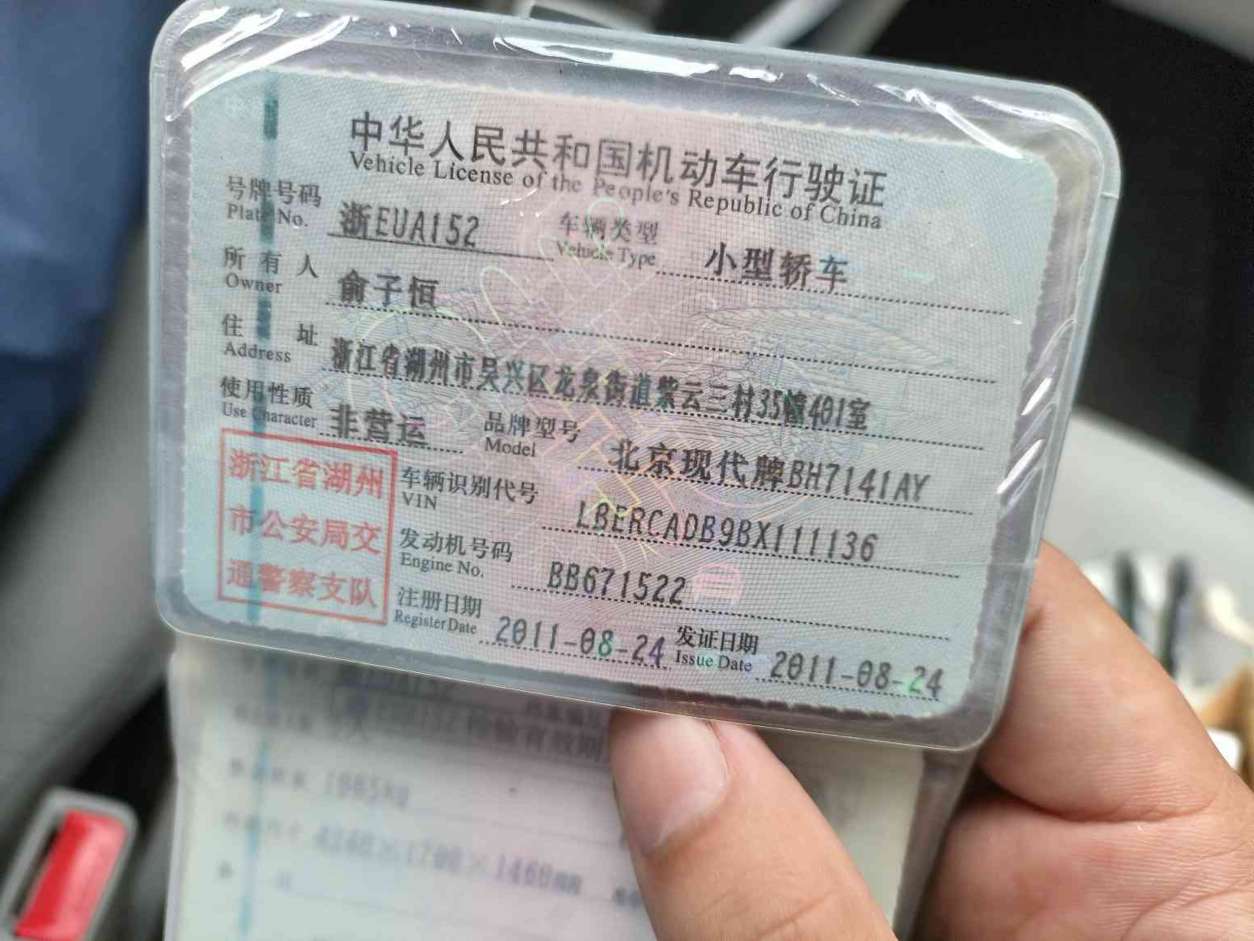 中华人民共和国机动车行驶证
Vehicle License of the People's Republic of China
号牌号码 浙EUA152 车辆类型 小型轿车
Plate No. Vehicle Type
所有人 俞子恒
Owner
住址 浙江省湖州市吴兴区龙泉街道紫云三村35幢401室
Address
使用性质 非营运 品牌型号 北京现代牌BH7141AY
Use Character Model
浙江省湖州
市公安局交
通警察支队
车辆识别代号 LBERCADB9BX111136
VIN
发动机号码 BB671522
Engine No.
注册日期 2011-08-24 发证日期 2011-08-24
Register Date Issue Date